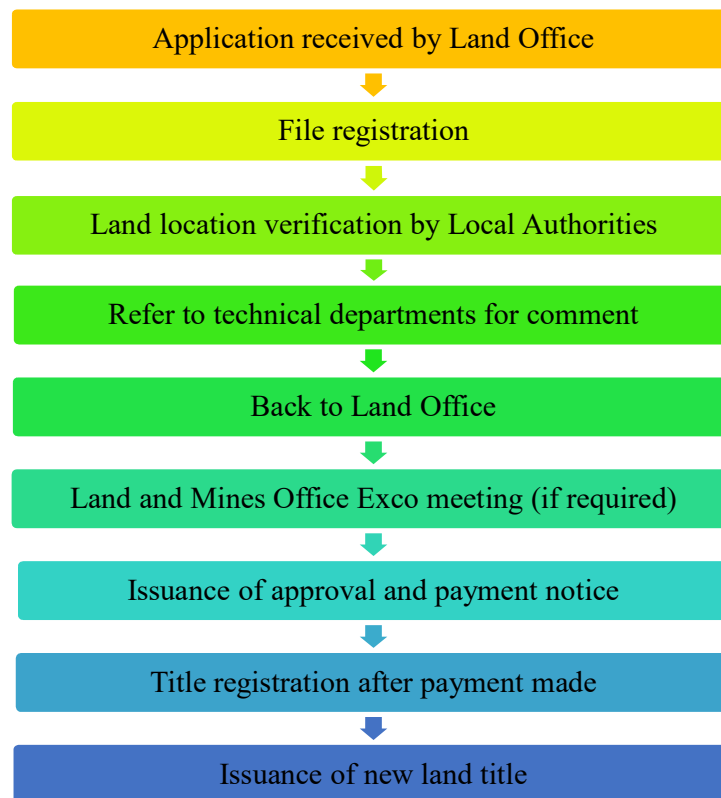 Application received by Land Office
File registration
Land location verification by Local Authorities
Refer to technical departments for comment
Back to Land Office
Land and Mines Office Exco meeting (if required)
Issuance of approval and payment notice
Title registration after payment made
Issuance of new land title